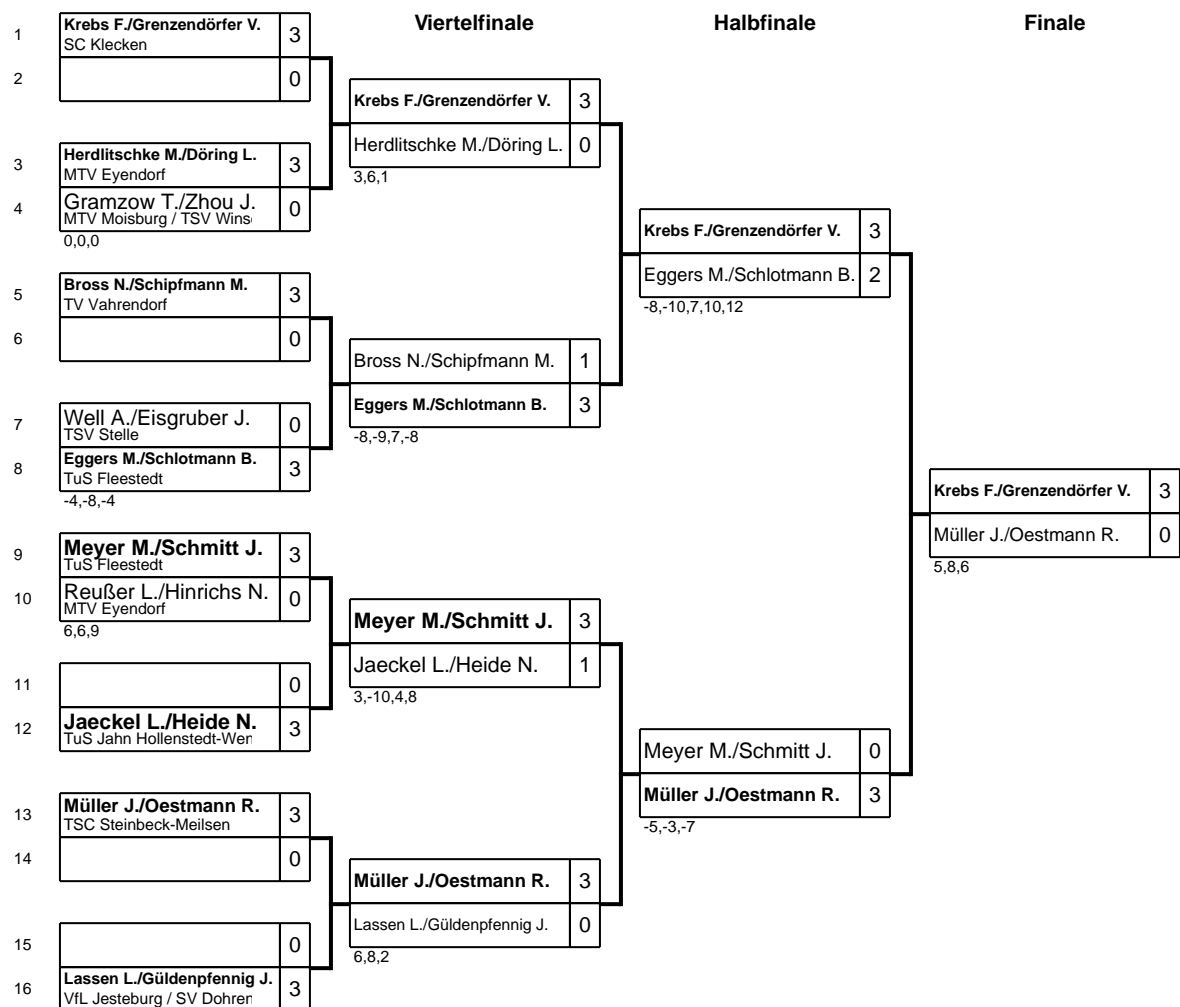 Viertelfinale Halbfinale Finale
1 Krebs F./Grenzendörfer V. 3
SC Klecken
2 0
3 Herdlitschke M./Döring L. 3
MTV Eyendorf
4 Gramzow T./Zhou J. 0
MTV Moisburg / TSV Wins
0,0,0
5 Bross N./Schipfmann M. 3
TV Vahrendorf
6 0
7 Well A./Eisgruber J. 0
TSV Stelle
8 Eggers M./Schlotmann B. 3
TuS Fleestedt
-4,-8,-4
9 Meyer M./Schmitt J. 3
TuS Fleestedt
10 Reußer L./Hinrichs N. 0
MTV Eyendorf
6,6,9
11 0
12 Jaeckel L./Heide N. 3
TuS Jahn Hollenstedt-Wen
13 Müller J./Oestmann R. 3
TSC Steinbeck-Meilsen
14 0
15 0
16 Lassen L./Güldenpfennig J. 3
VfL Jesteburg / SV Dohren
Krebs F./Grenzendörfer V. 3
Herdlitschke M./Döring L. 0
3,6,1
Bross N./Schipfmann M. 1
Eggers M./Schlotmann B. 3
-8,-9,7,-8
Meyer M./Schmitt J. 3
Jaeckel L./Heide N. 1
3,-10,4,8
Müller J./Oestmann R. 3
Lassen L./Güldenpfennig J. 0
6,8,2
Krebs F./Grenzendörfer V. 3
Eggers M./Schlotmann B. 2
-8,-10,7,10,12
Meyer M./Schmitt J. 0
Müller J./Oestmann R. 3
-5,-3,-7
Krebs F./Grenzendörfer V. 3
Müller J./Oestmann R. 0
5,8,6